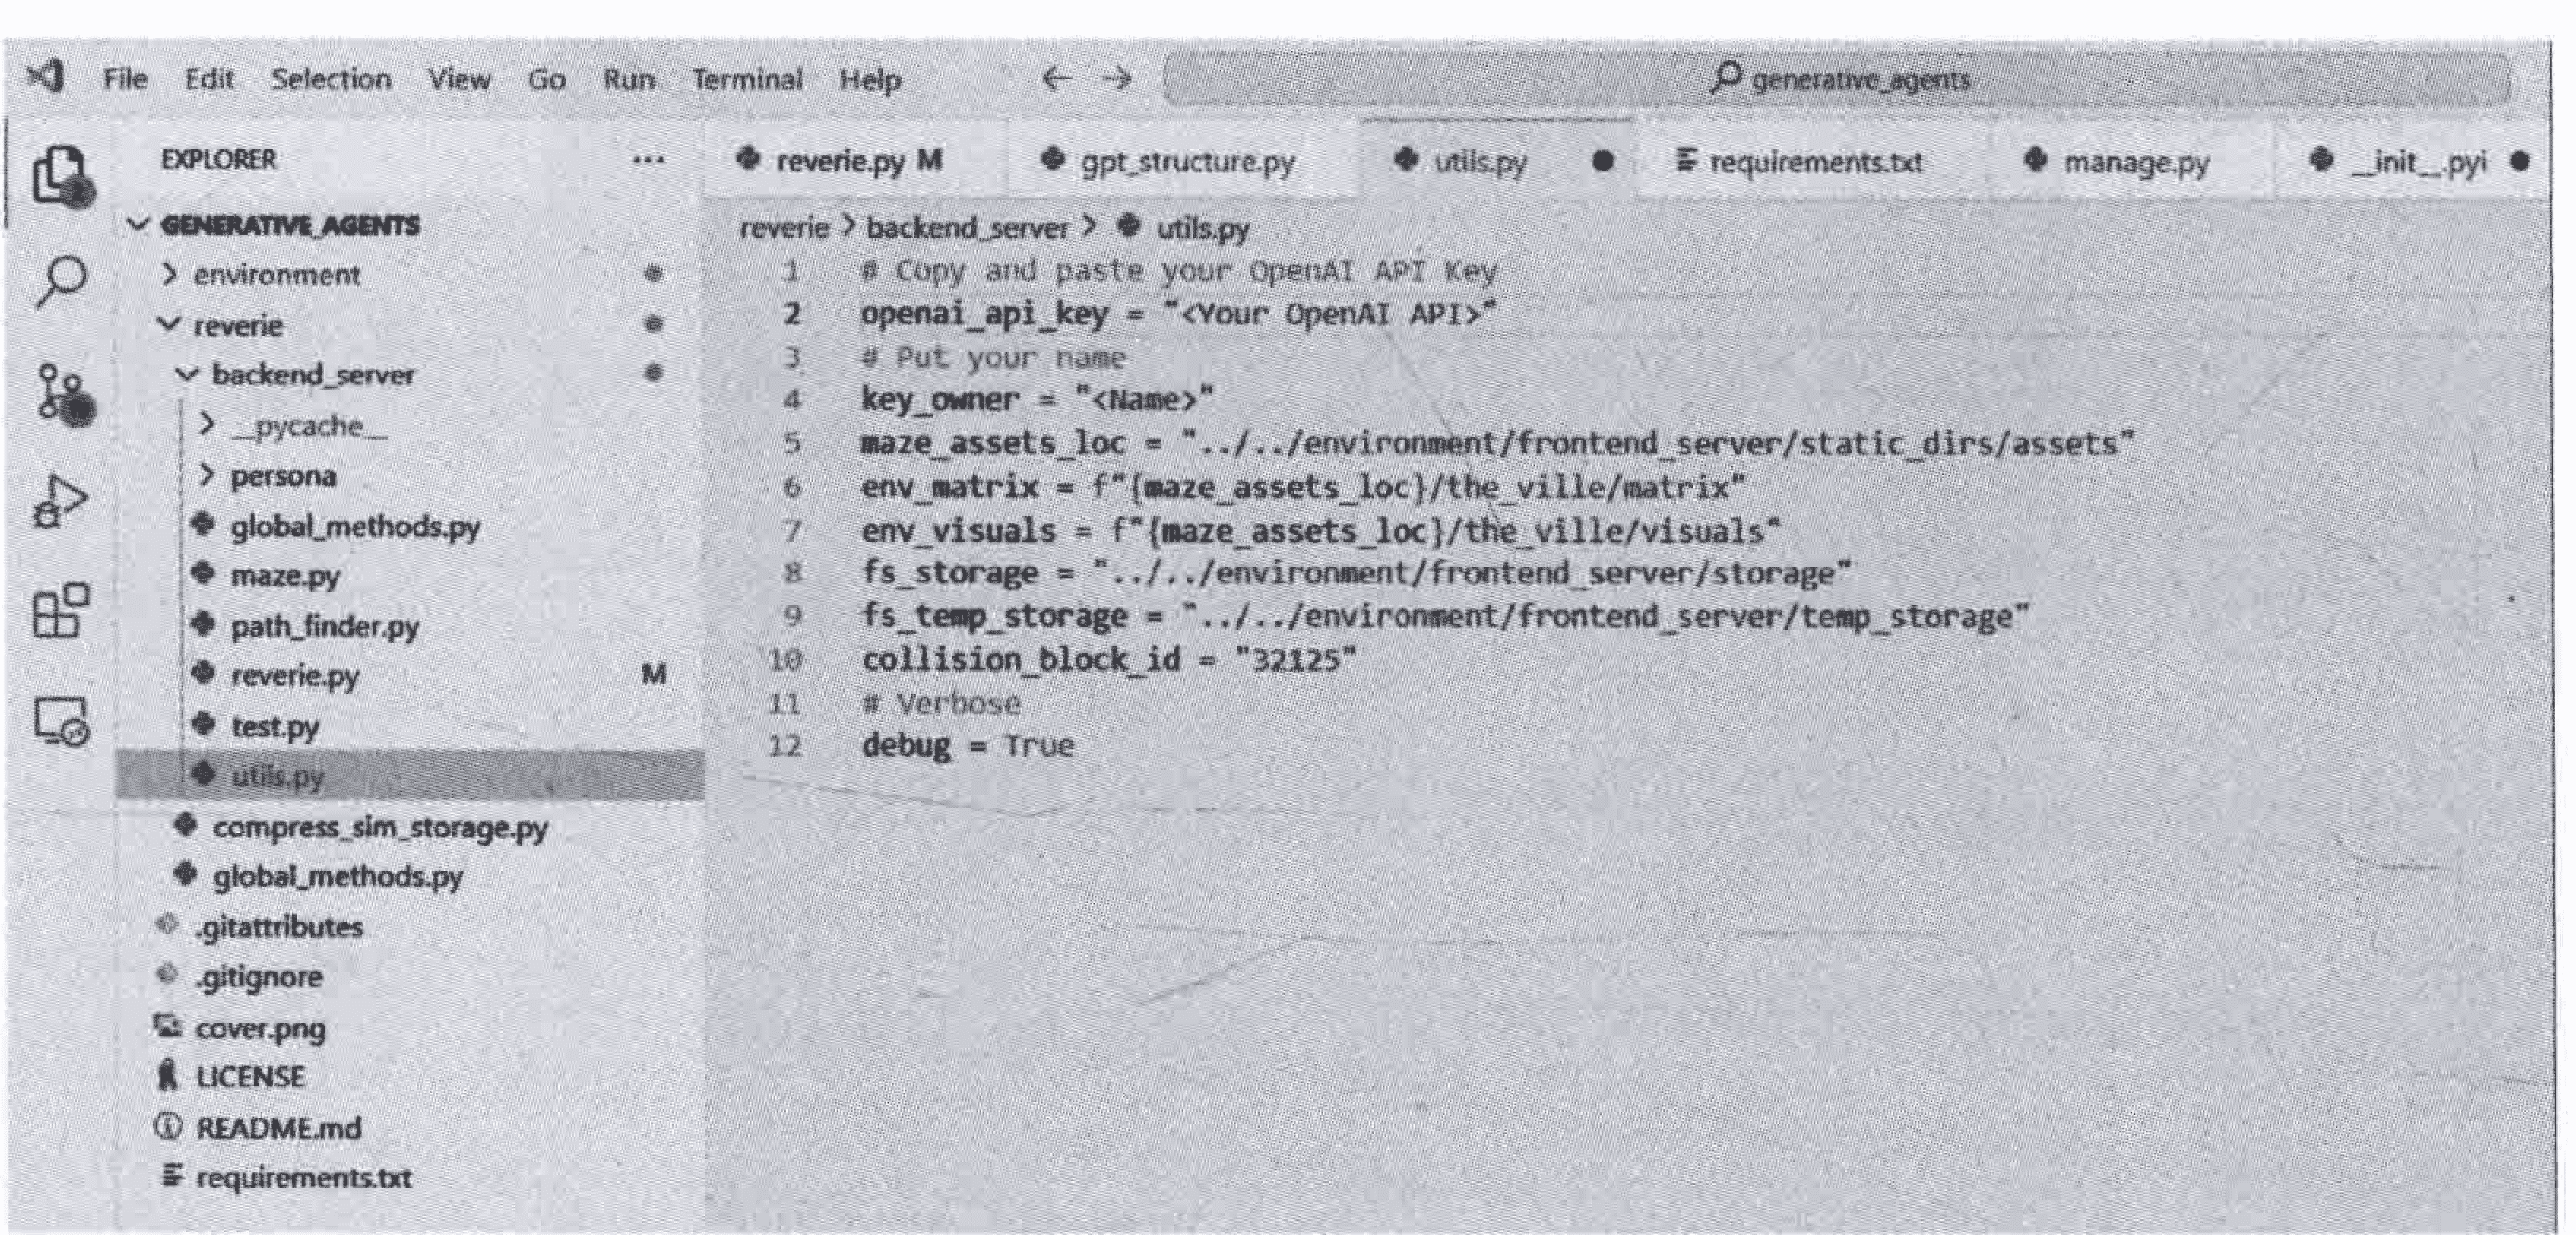 File Edit Selection View Go Run Terminal Help
generative_agents
EXPLORER
reverie.py M
gpt_structure.py
utils.py
requirements.txt
manage.py
__init__.pyi
GENERATIVE_AGENTS
environment
reverie
backend_server
__pycache__
persona
global_methods.py
maze.py
path_finder.py
reverie.py M
test.py
utils.py
compress_sim_storage.py
global_methods.py
.gitattributes
.gitignore
cover.png
LICENSE
README.md
requirements.txt
reverie > backend_server > utils.py
1 # Copy and paste your OpenAI API Key
2 openai_api_key = "<Your OpenAI API>"
3 # Put your name
4 key_owner = "<Name>"
5 maze_assets_loc = "../../environment/frontend_server/static_dirs/assets"
6 env_matrix = f"{maze_assets_loc}/the_ville/matrix"
7 env_visuals = f"{maze_assets_loc}/the_ville/visuals"
8 fs_storage = "../../environment/frontend_server/storage"
9 fs_temp_storage = "../../environment/frontend_server/temp_storage"
10 collision_block_id = "32125"
11 # Verbose
12 debug = True